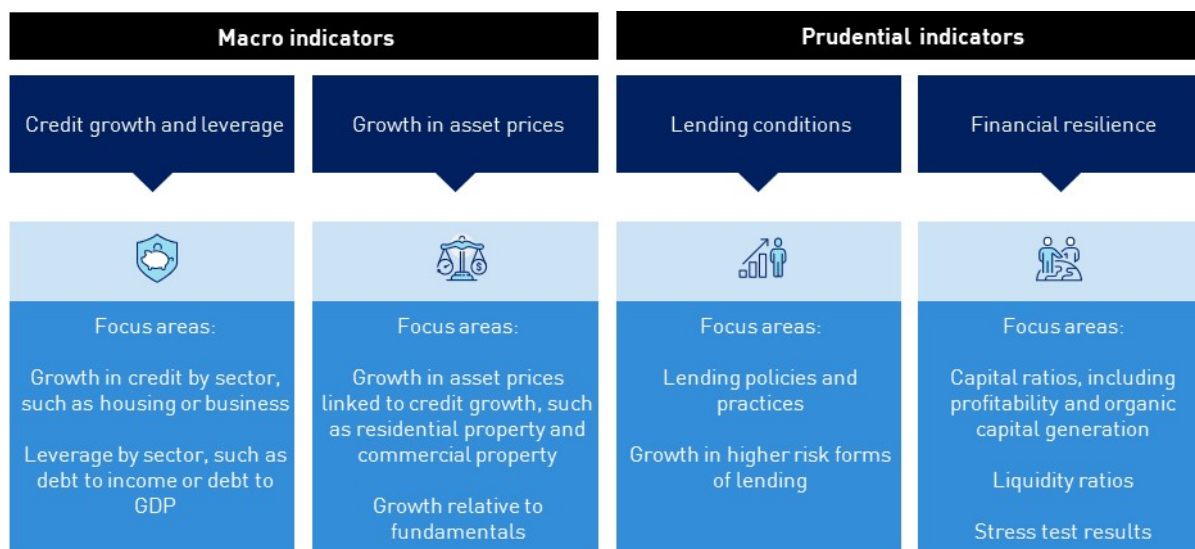 Macro indicators
Prudential indicators
Credit growth and leverage
Growth in asset prices
Lending conditions
Financial resilience
Focus areas:
Growth in credit by sector,
such as housing or business
Leverage by sector, such as
debt to income or debt to
GDP
Focus areas:
Growth in asset prices
linked to credit growth, such
as residential property and
commercial property
Growth relative to
fundamentals
Focus areas:
Lending policies and
practices
Growth in higher risk forms
of lending
Focus areas:
Capital ratios, including
profitability and organic
capital generation
Liquidity ratios
Stress test results